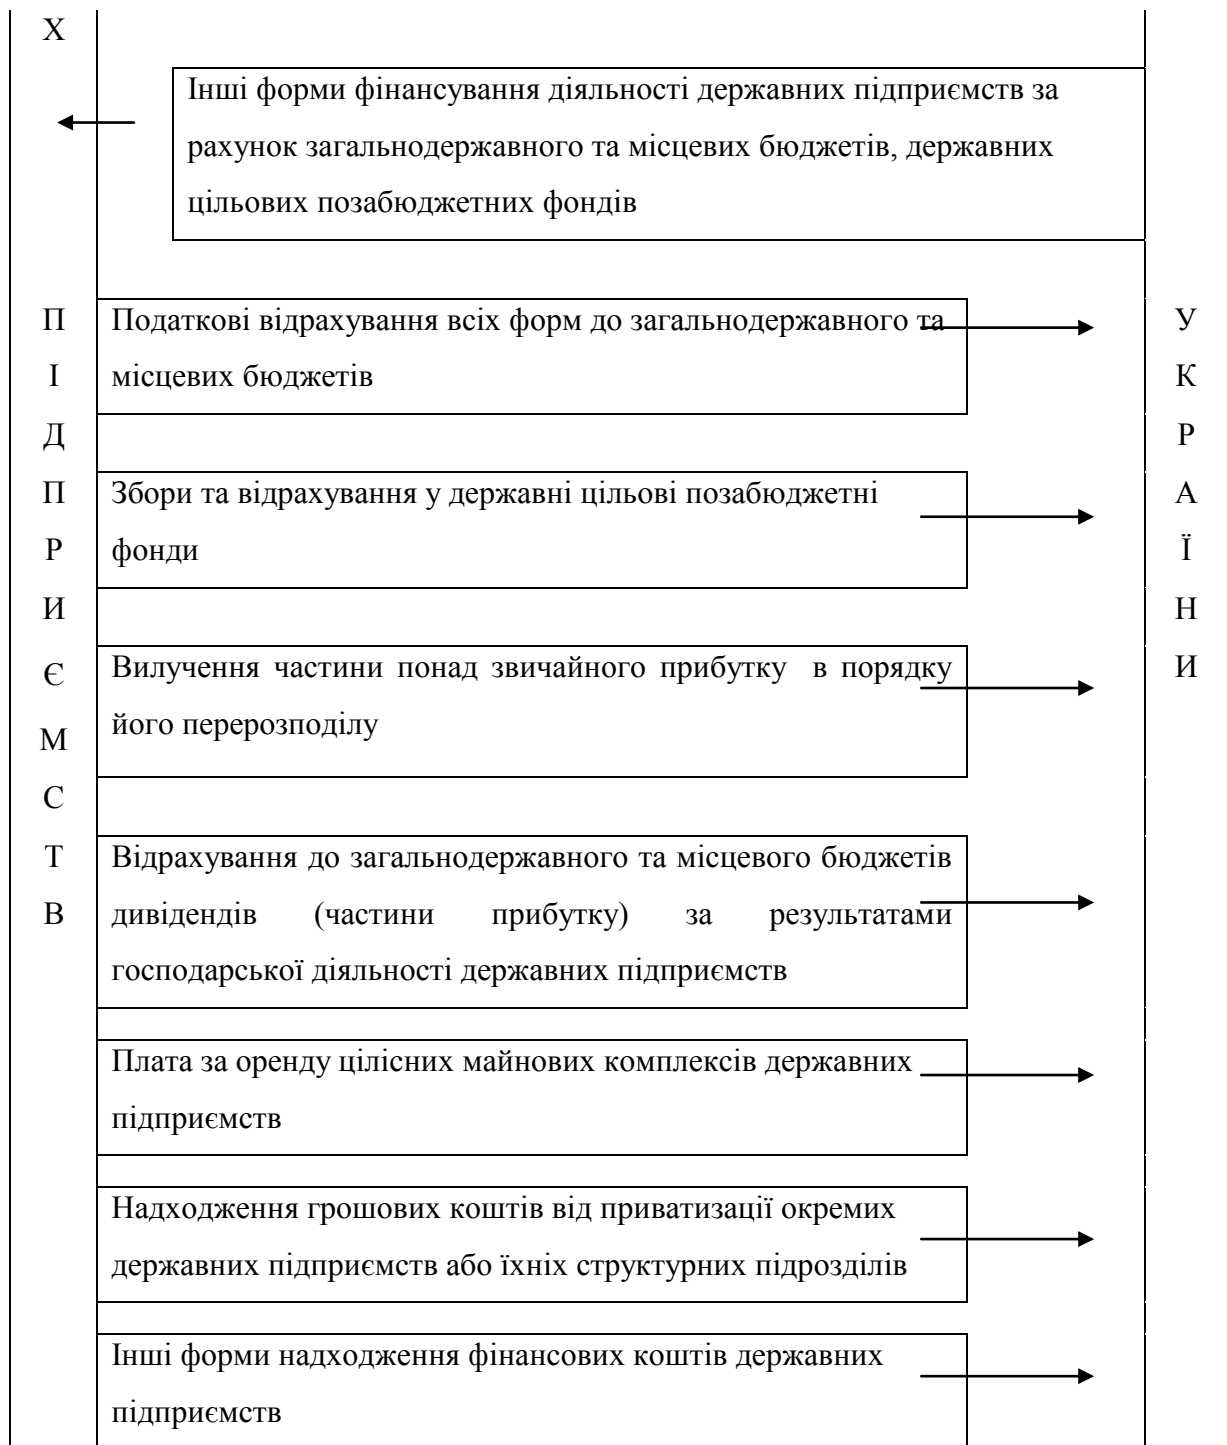 Х
Інші форми фінансування діяльності державних підприємств за
рахунок загальнодержавного та місцевих бюджетів, державних
цільових позабюджетних фондів
П
І
Д
П
Р
И
Є
М
С
Т
В
Податкові відрахування всіх форм до загальнодержавного та
місцевих бюджетів
Збори та відрахування у державні цільові позабюджетні
фонди
Вилучення частини понад звичайного прибутку в порядку
його перерозподілу
Відрахування до загальнодержавного та місцевого бюджетів
дивідендів (частини прибутку) за результатами
господарської діяльності державних підприємств
Плата за оренду цілісних майнових комплексів державних
підприємств
Надходження грошових коштів від приватизації окремих
державних підприємств або їхніх структурних підрозділів
Інші форми надходження фінансових коштів державних
підприємств
У
К
Р
А
Ї
Н
И